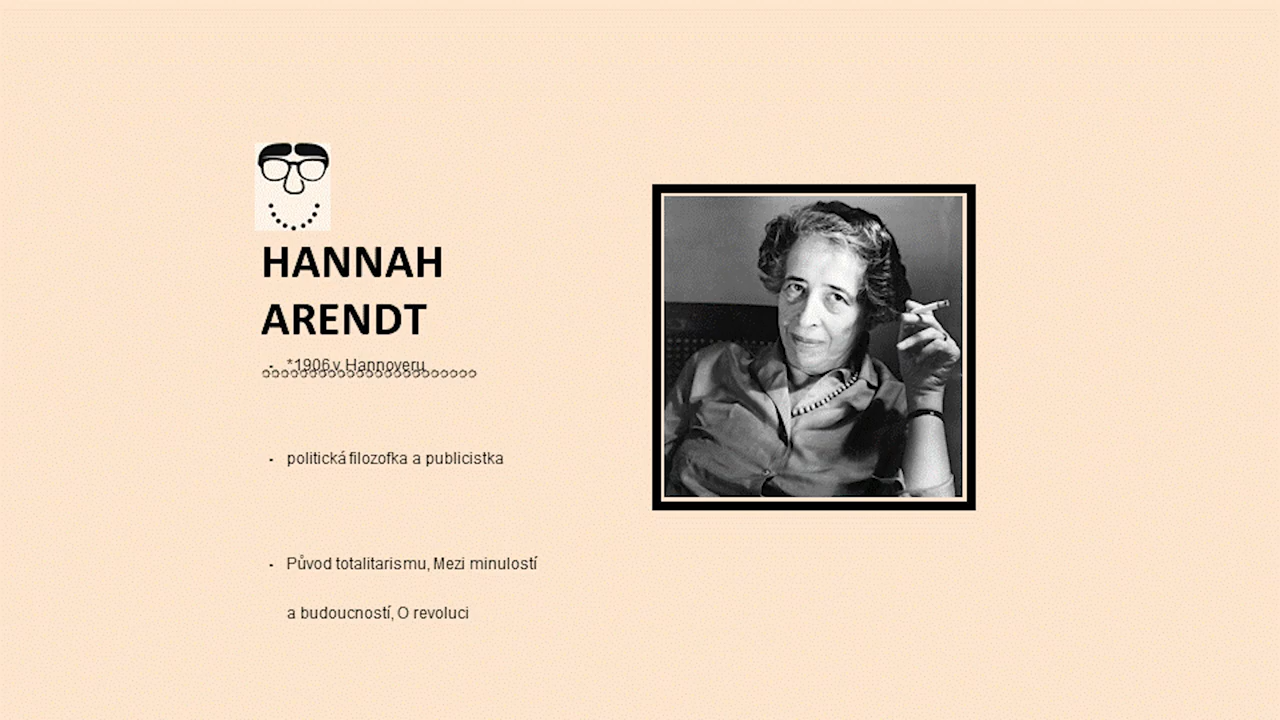 HANNAH
ARENDT
- *1906 v Hannoveru
- politická filozofka a publicistka
- Původ totalitarismu, Mezi minulostí
a budoucností, O revoluci